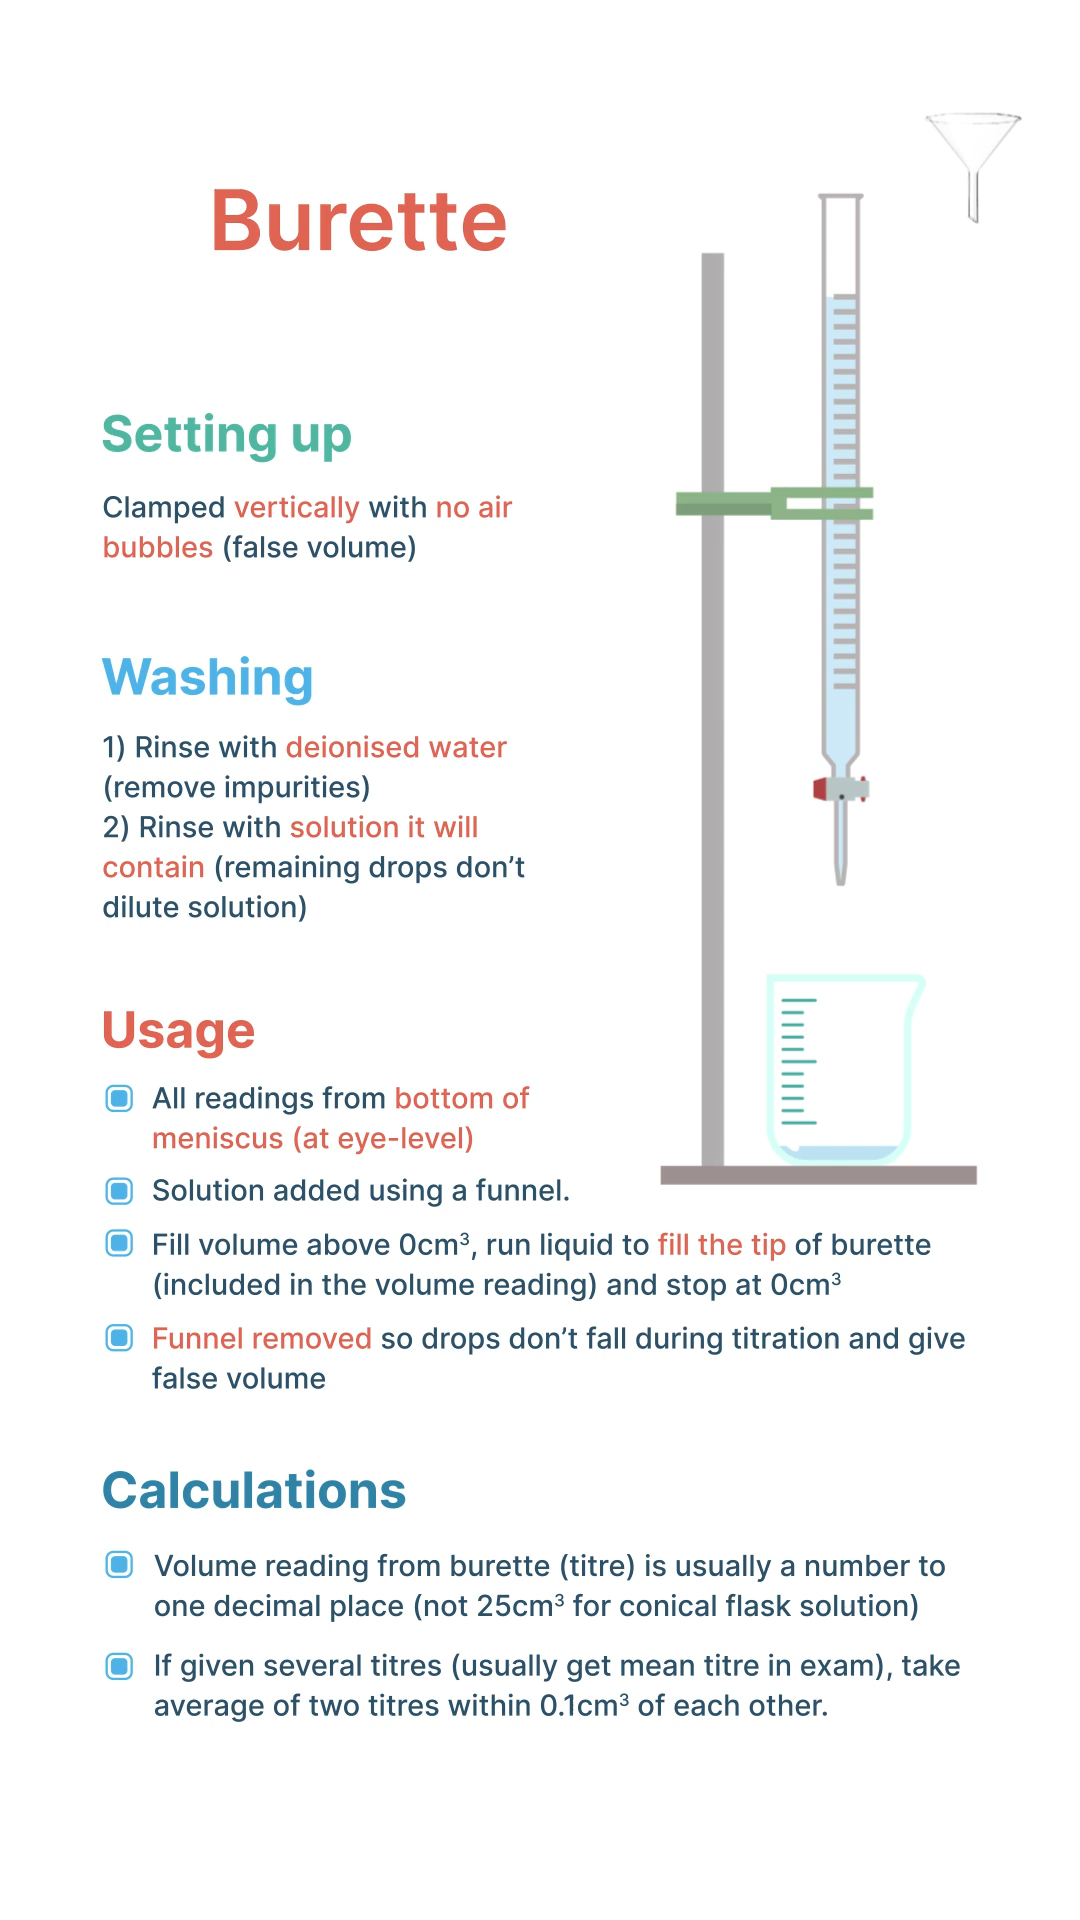 Burette
Setting up
Clamped vertically with no air
bubbles (false volume)
Washing
1) Rinse with deionised water
(remove impurities)
2) Rinse with solution it will
contain (remaining drops don’t
dilute solution)
Usage
All readings from bottom of
meniscus (at eye-level)
Solution added using a funnel.
Fill volume above 0cm³, run liquid to fill the tip of burette
(included in the volume reading) and stop at 0cm³
Funnel removed so drops don’t fall during titration and give
false volume
Calculations
Volume reading from burette (titre) is usually a number to
one decimal place (not 25cm³ for conical flask solution)
If given several titres (usually get mean titre in exam), take
average of two titres within 0.1cm³ of each other.